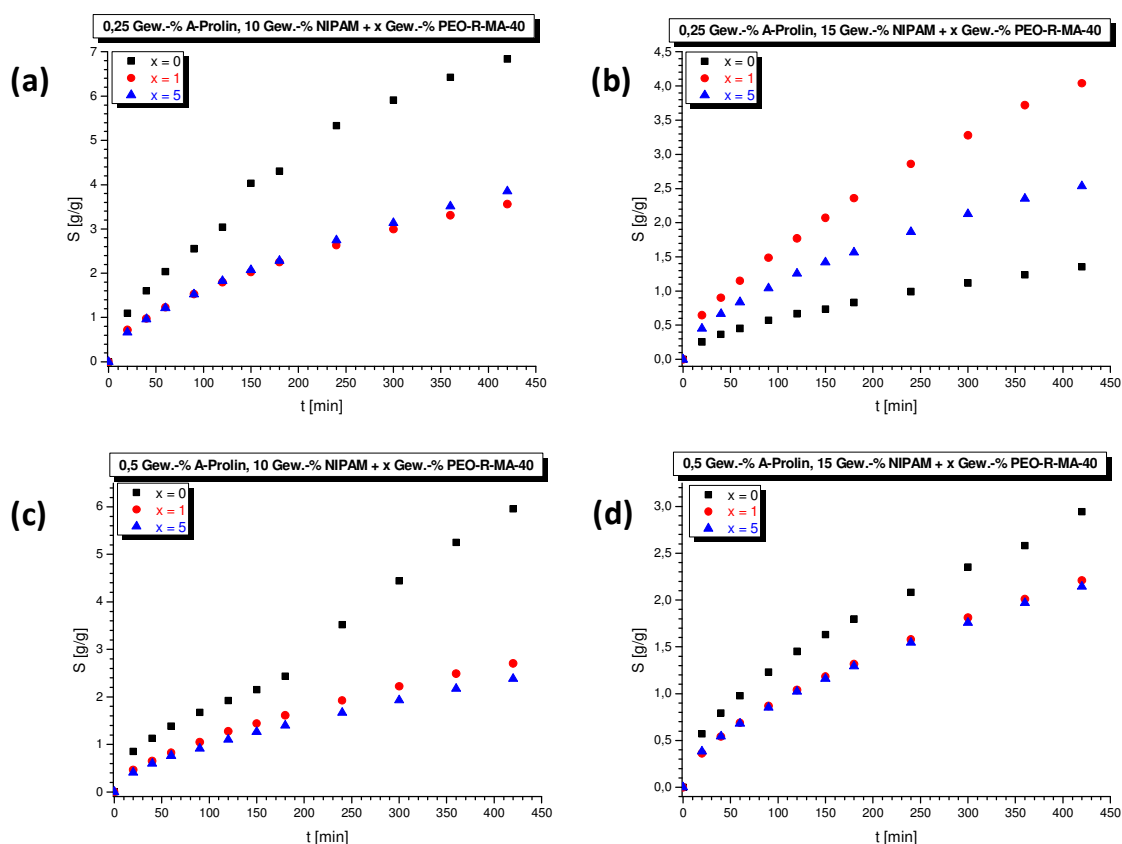 (a)
0,25 Gew.-% A-Prolin, 10 Gew.-% NIPAM + x Gew.-% PEO-R-MA-40
x = 0
x = 1
x = 5
7
6
5
4
3
2
1
0
S [g/g]
0 50 100 150 200 250 300 350 400 450
t [min]
(b)
0,25 Gew.-% A-Prolin, 15 Gew.-% NIPAM + x Gew.-% PEO-R-MA-40
x = 0
x = 1
x = 5
4,5
4,0
3,5
3,0
2,5
2,0
1,5
1,0
0,5
0,0
S [g/g]
0 50 100 150 200 250 300 350 400 450
t [min]
(c)
0,5 Gew.-% A-Prolin, 10 Gew.-% NIPAM + x Gew.-% PEO-R-MA-40
x = 0
x = 1
x = 5
6
5
4
3
2
1
0
S [g/g]
0 50 100 150 200 250 300 350 400 450
t [min]
(d)
0,5 Gew.-% A-Prolin, 15 Gew.-% NIPAM + x Gew.-% PEO-R-MA-40
x = 0
x = 1
x = 5
3,0
2,5
2,0
1,5
1,0
0,5
0,0
S [g/g]
0 50 100 150 200 250 300 350 400 450
t [min]